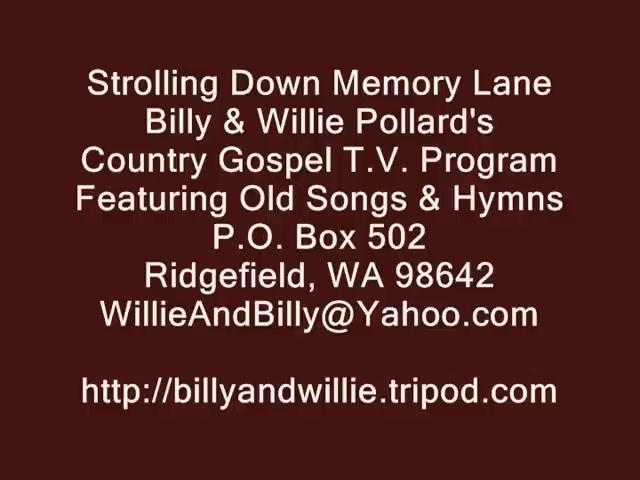 Strolling Down Memory Lane
Billy & Willie Pollard's
Country Gospel T.V. Program
Featuring Old Songs & Hymns
P.O. Box 502
Ridgefield, WA 98642
WillieAndBilly@Yahoo.com
http://billyandwillie.tripod.com